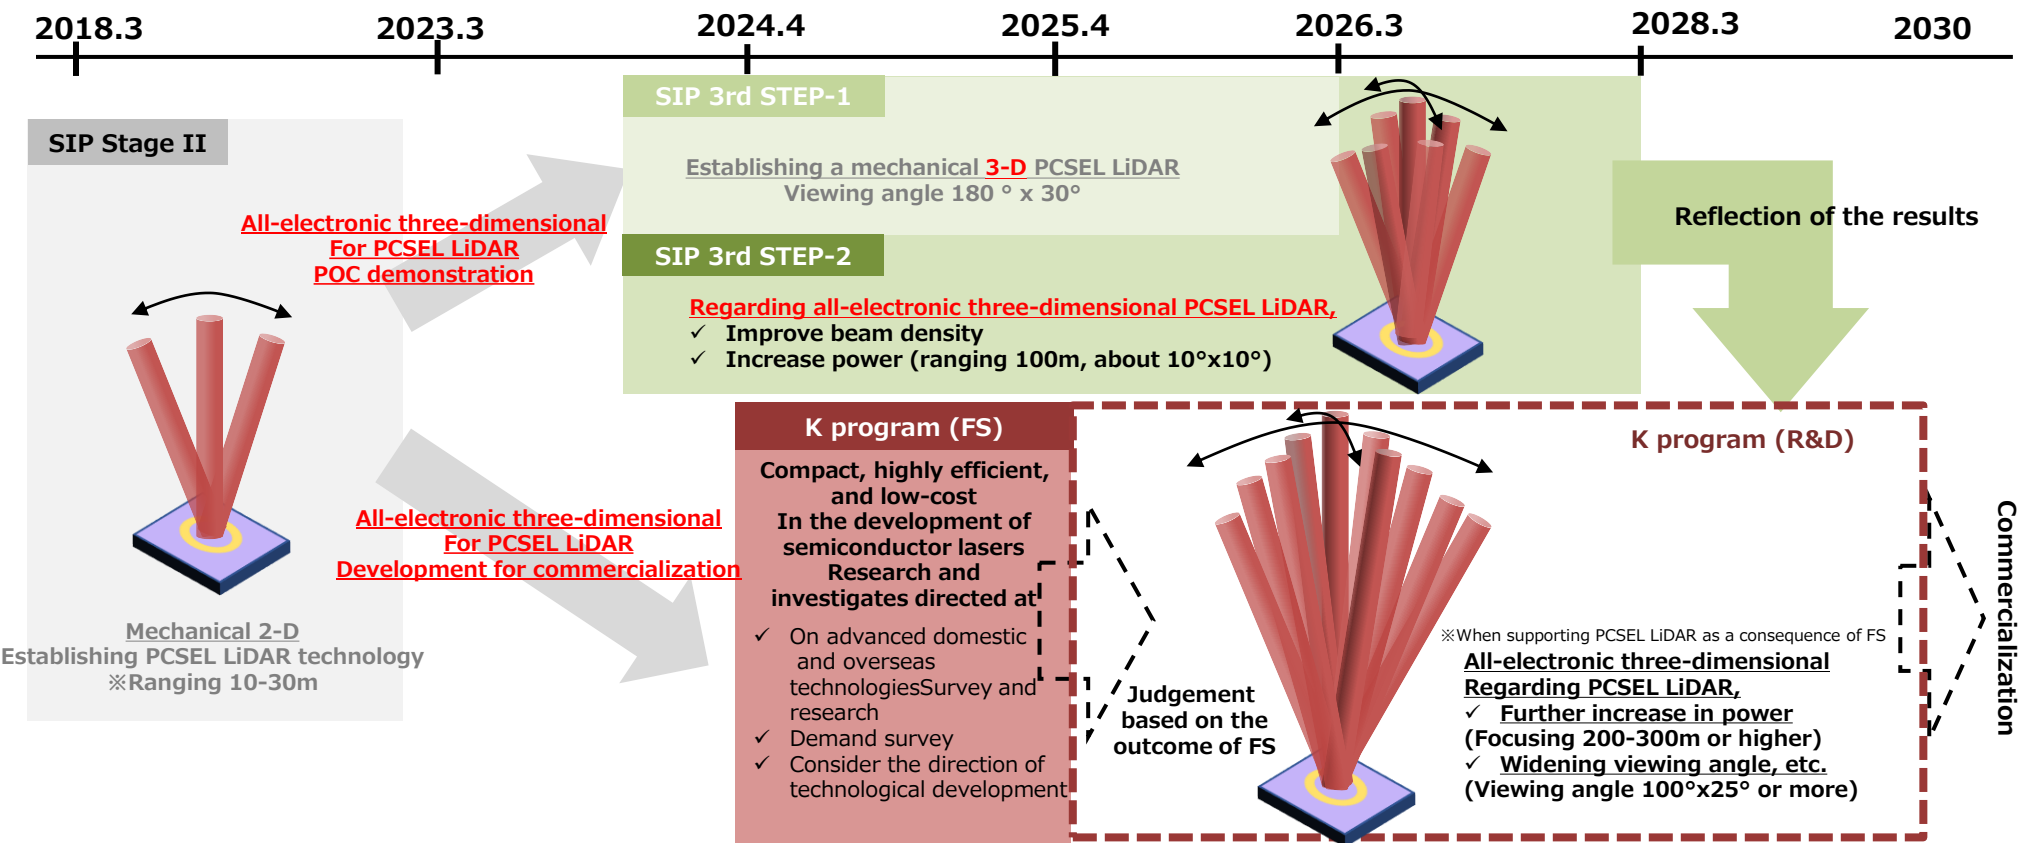 2018.3
2023.3
2024.4
2025.4
2026.3
2028.3
2030
SIP Stage II
All-electronic three-dimensional
For PCSEL LiDAR
POC demonstration
Mechanical 2-D
Establishing PCSEL LiDAR technology
※Ranging 10-30m
All-electronic three-dimensional
For PCSEL LiDAR
Development for commercialization
SIP 3rd STEP-1
Establishing a mechanical 3-D PCSEL LiDAR
Viewing angle 180 ° x 30°
SIP 3rd STEP-2
Regarding all-electronic three-dimensional PCSEL LiDAR,
✓ Improve beam density
✓ Increase power (ranging 100m, about 10°x10°)
Reflection of the results
K program (FS)
Compact, highly efficient,
and low-cost
In the development of
semiconductor lasers
Research and
investigates directed at
✓ On advanced domestic
and overseas
technologiesSurvey and
research
✓ Demand survey
✓ Consider the direction of
technological development
Judgement
based on the
outcome of FS
K program (R&D)
※When supporting PCSEL LiDAR as a consequence of FS
All-electronic three-dimensional
Regarding PCSEL LiDAR,
✓ Further increase in power
(Focusing 200-300m or higher)
✓ Widening viewing angle, etc.
(Viewing angle 100°x25° or more)
Commercialization